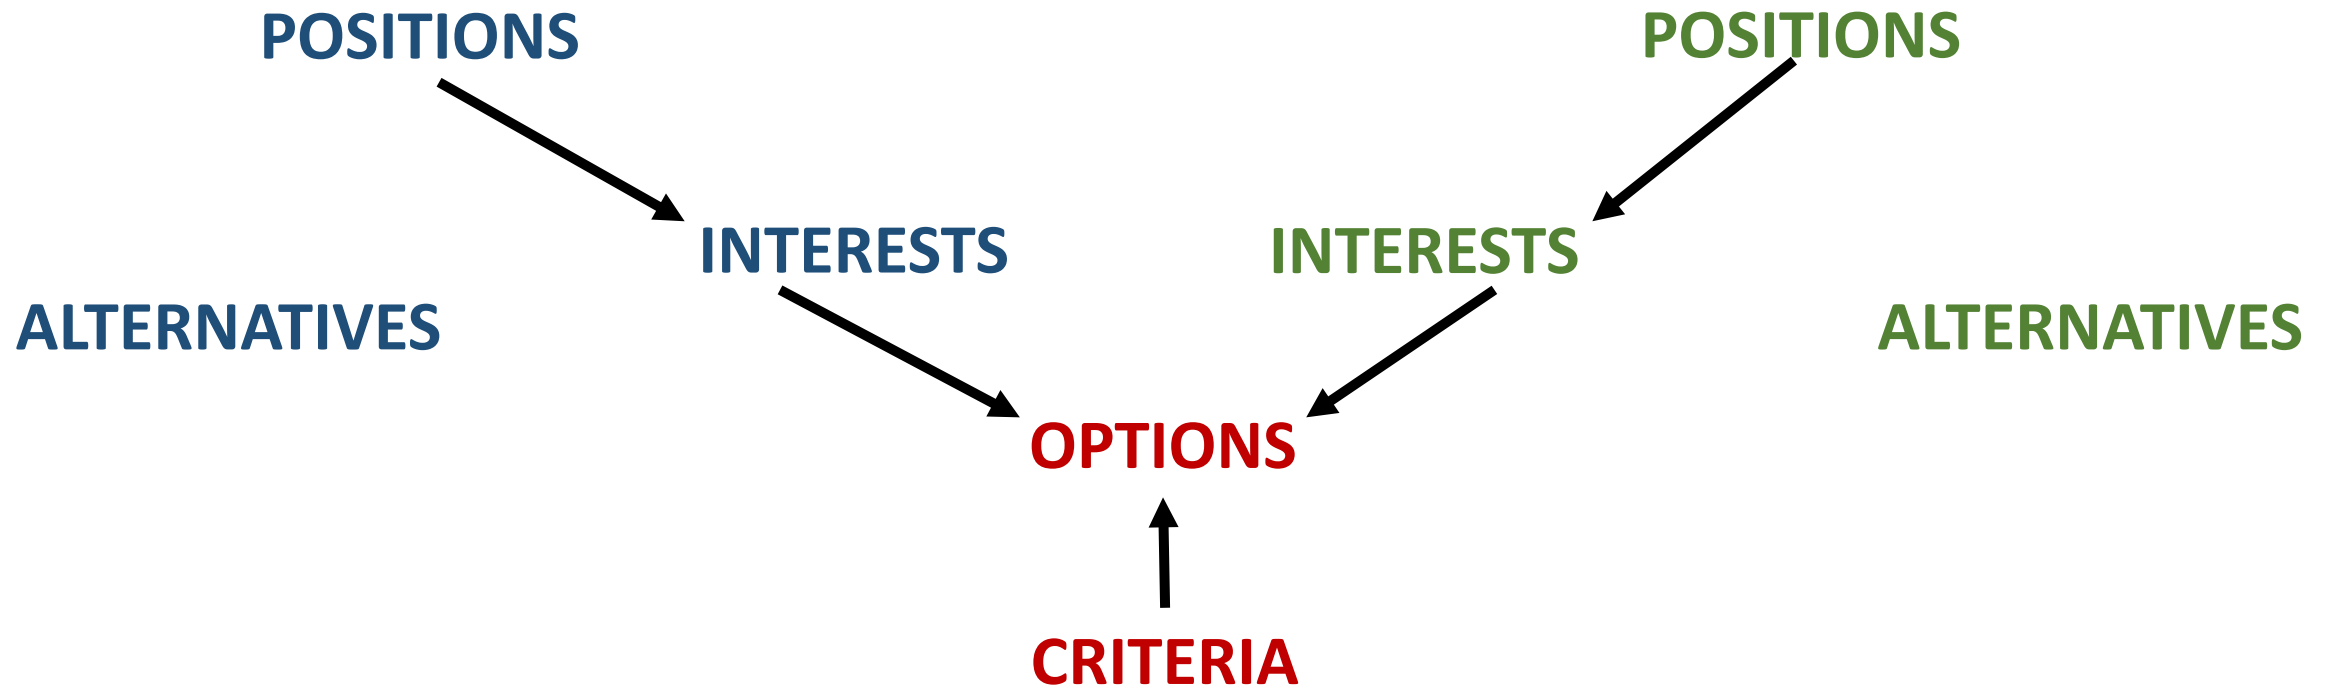 POSITIONS
POSITIONS
INTERESTS
INTERESTS
ALTERNATIVES
ALTERNATIVES
OPTIONS
CRITERIA